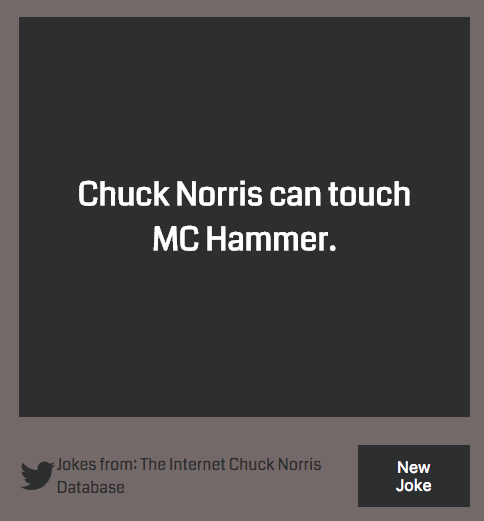 Chuck Norris can touch
MC Hammer.
Jokes from: The Internet Chuck Norris
Database
New
Joke